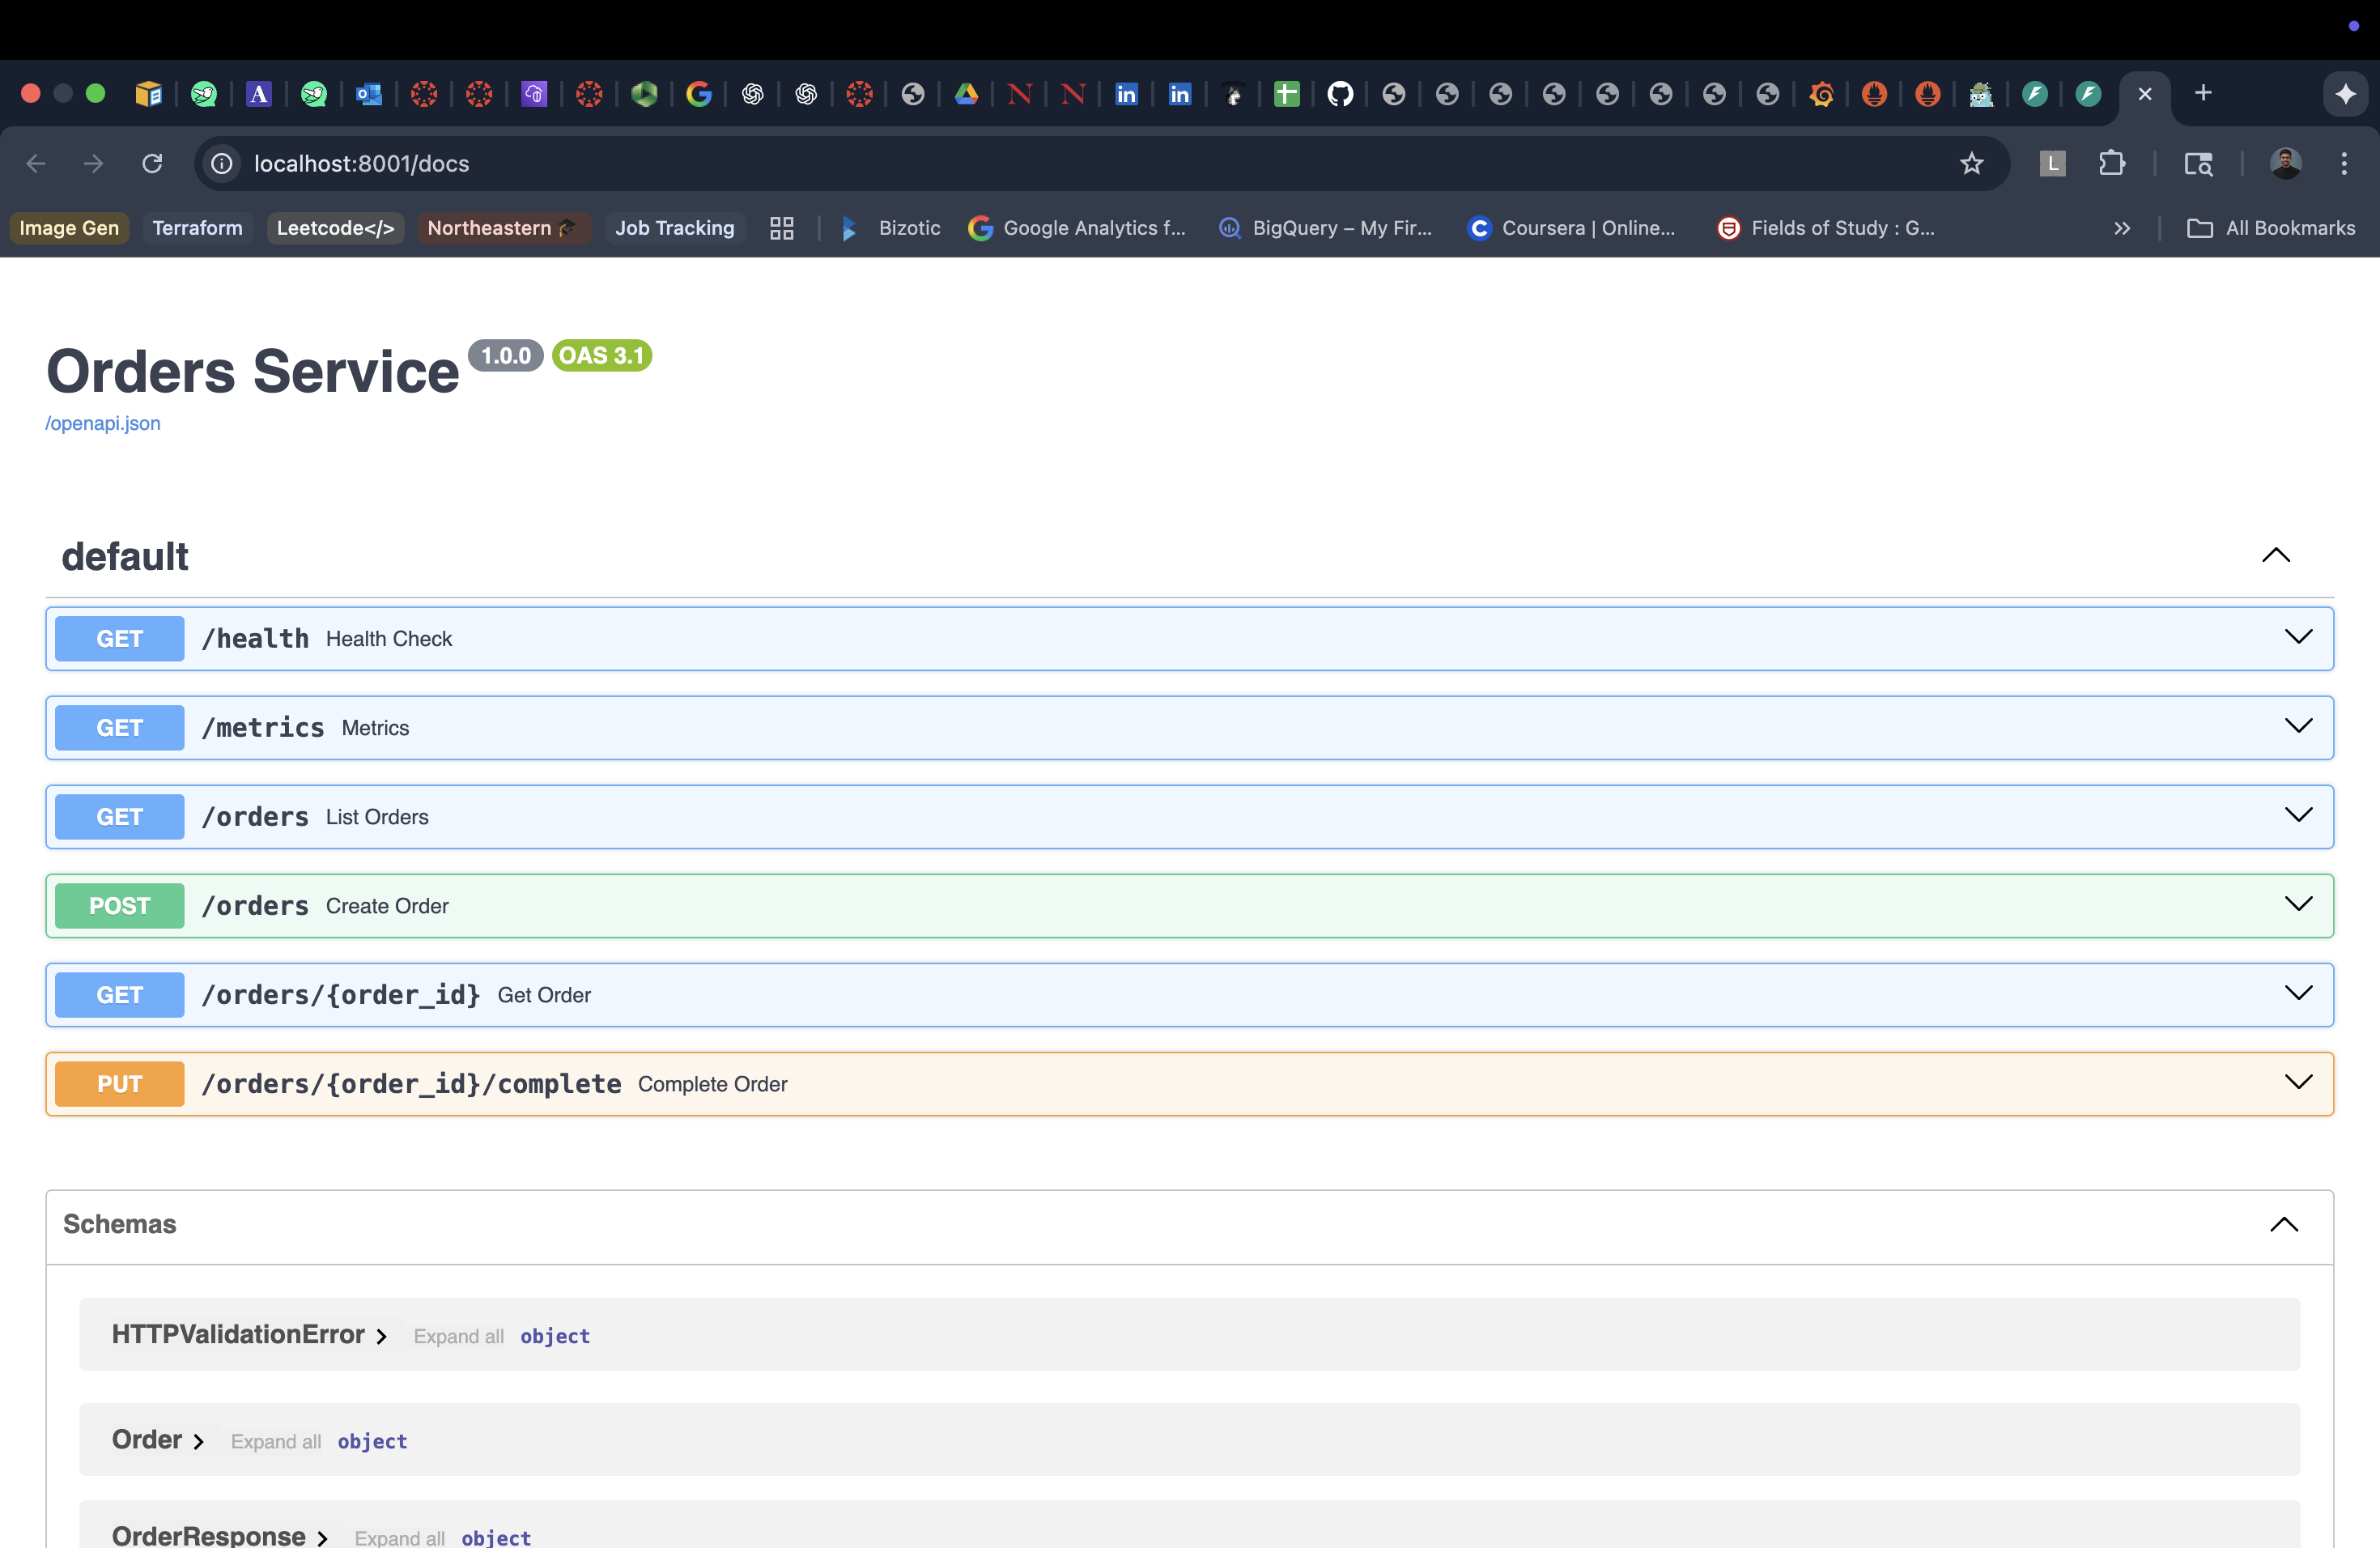 localhost:8001/docs
L
Image Gen Terraform Leetcode</> Northeastern🎓 Job Tracking Bizotic Google Analytics f... BigQuery – My Fir... Coursera | Online... Fields of Study : G... » All Bookmarks
Orders Service 1.0.0 OAS 3.1
/openapi.json
default
GET /health Health Check
GET /metrics Metrics
GET /orders List Orders
POST /orders Create Order
GET /orders/{order_id} Get Order
PUT /orders/{order_id}/complete Complete Order
Schemas
HTTPValidationError > Expand all object
Order > Expand all object
OrderResponse > Expand all object